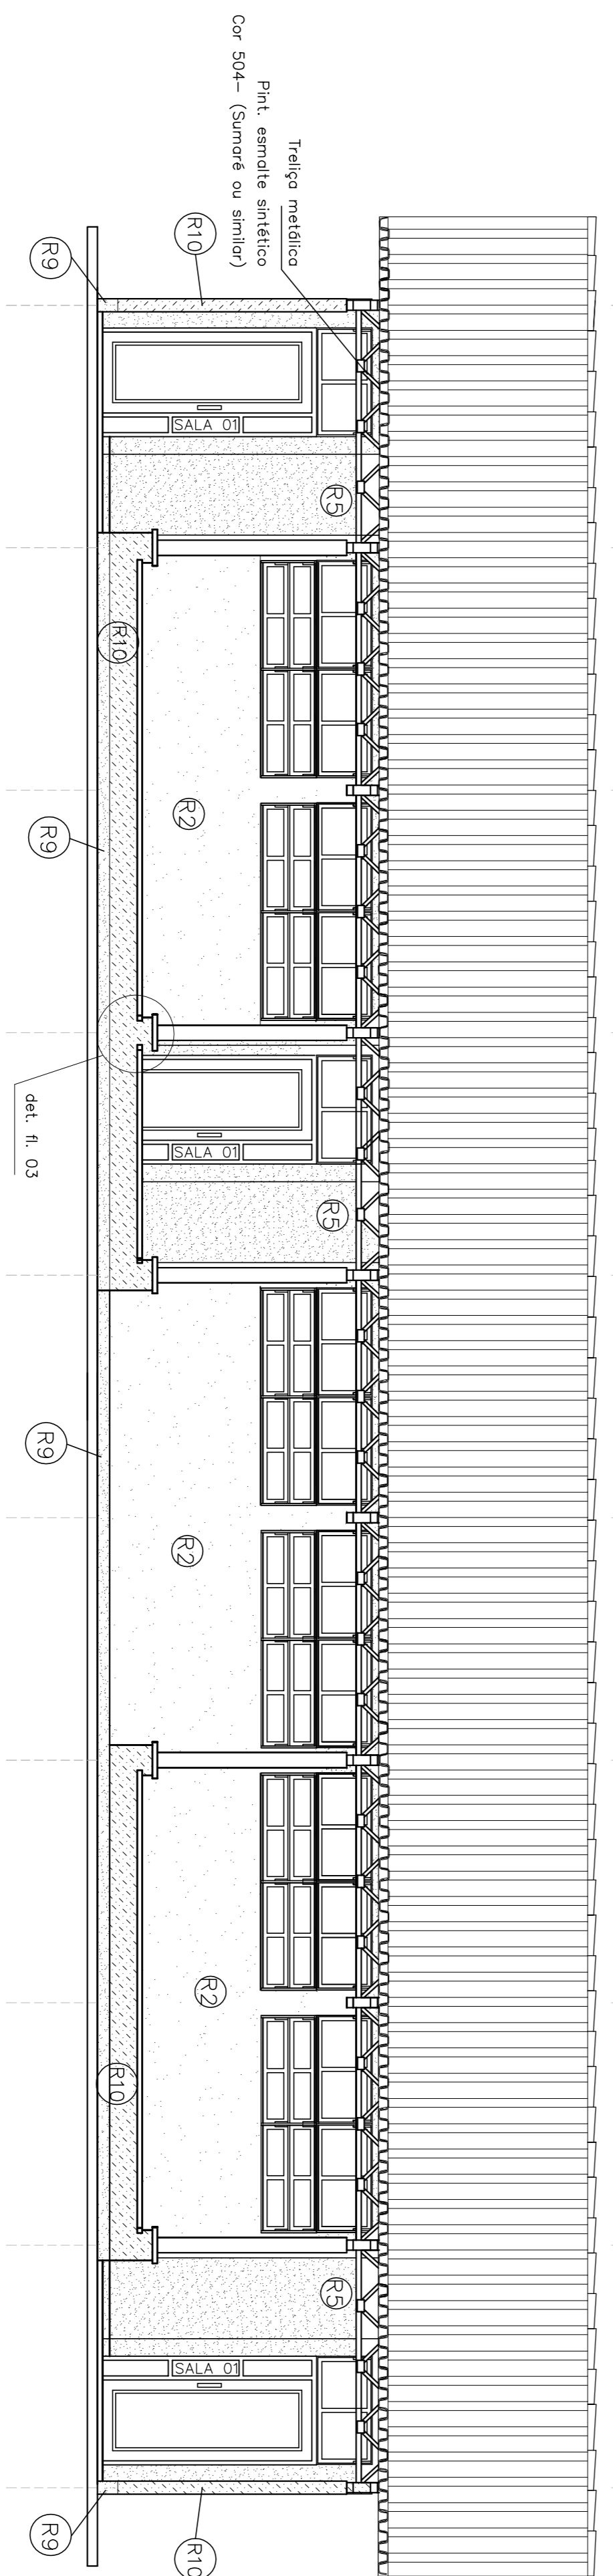 Treliça metálica
Pint. esmalte sintético
Cor 504– (Sumaré ou similar)
R10
R9
SALA 01
R5
R10
R2
R9
det. fl. 03
SALA 01
R5
R9
R2
R2
R10
R5
SALA 01
R9
R10